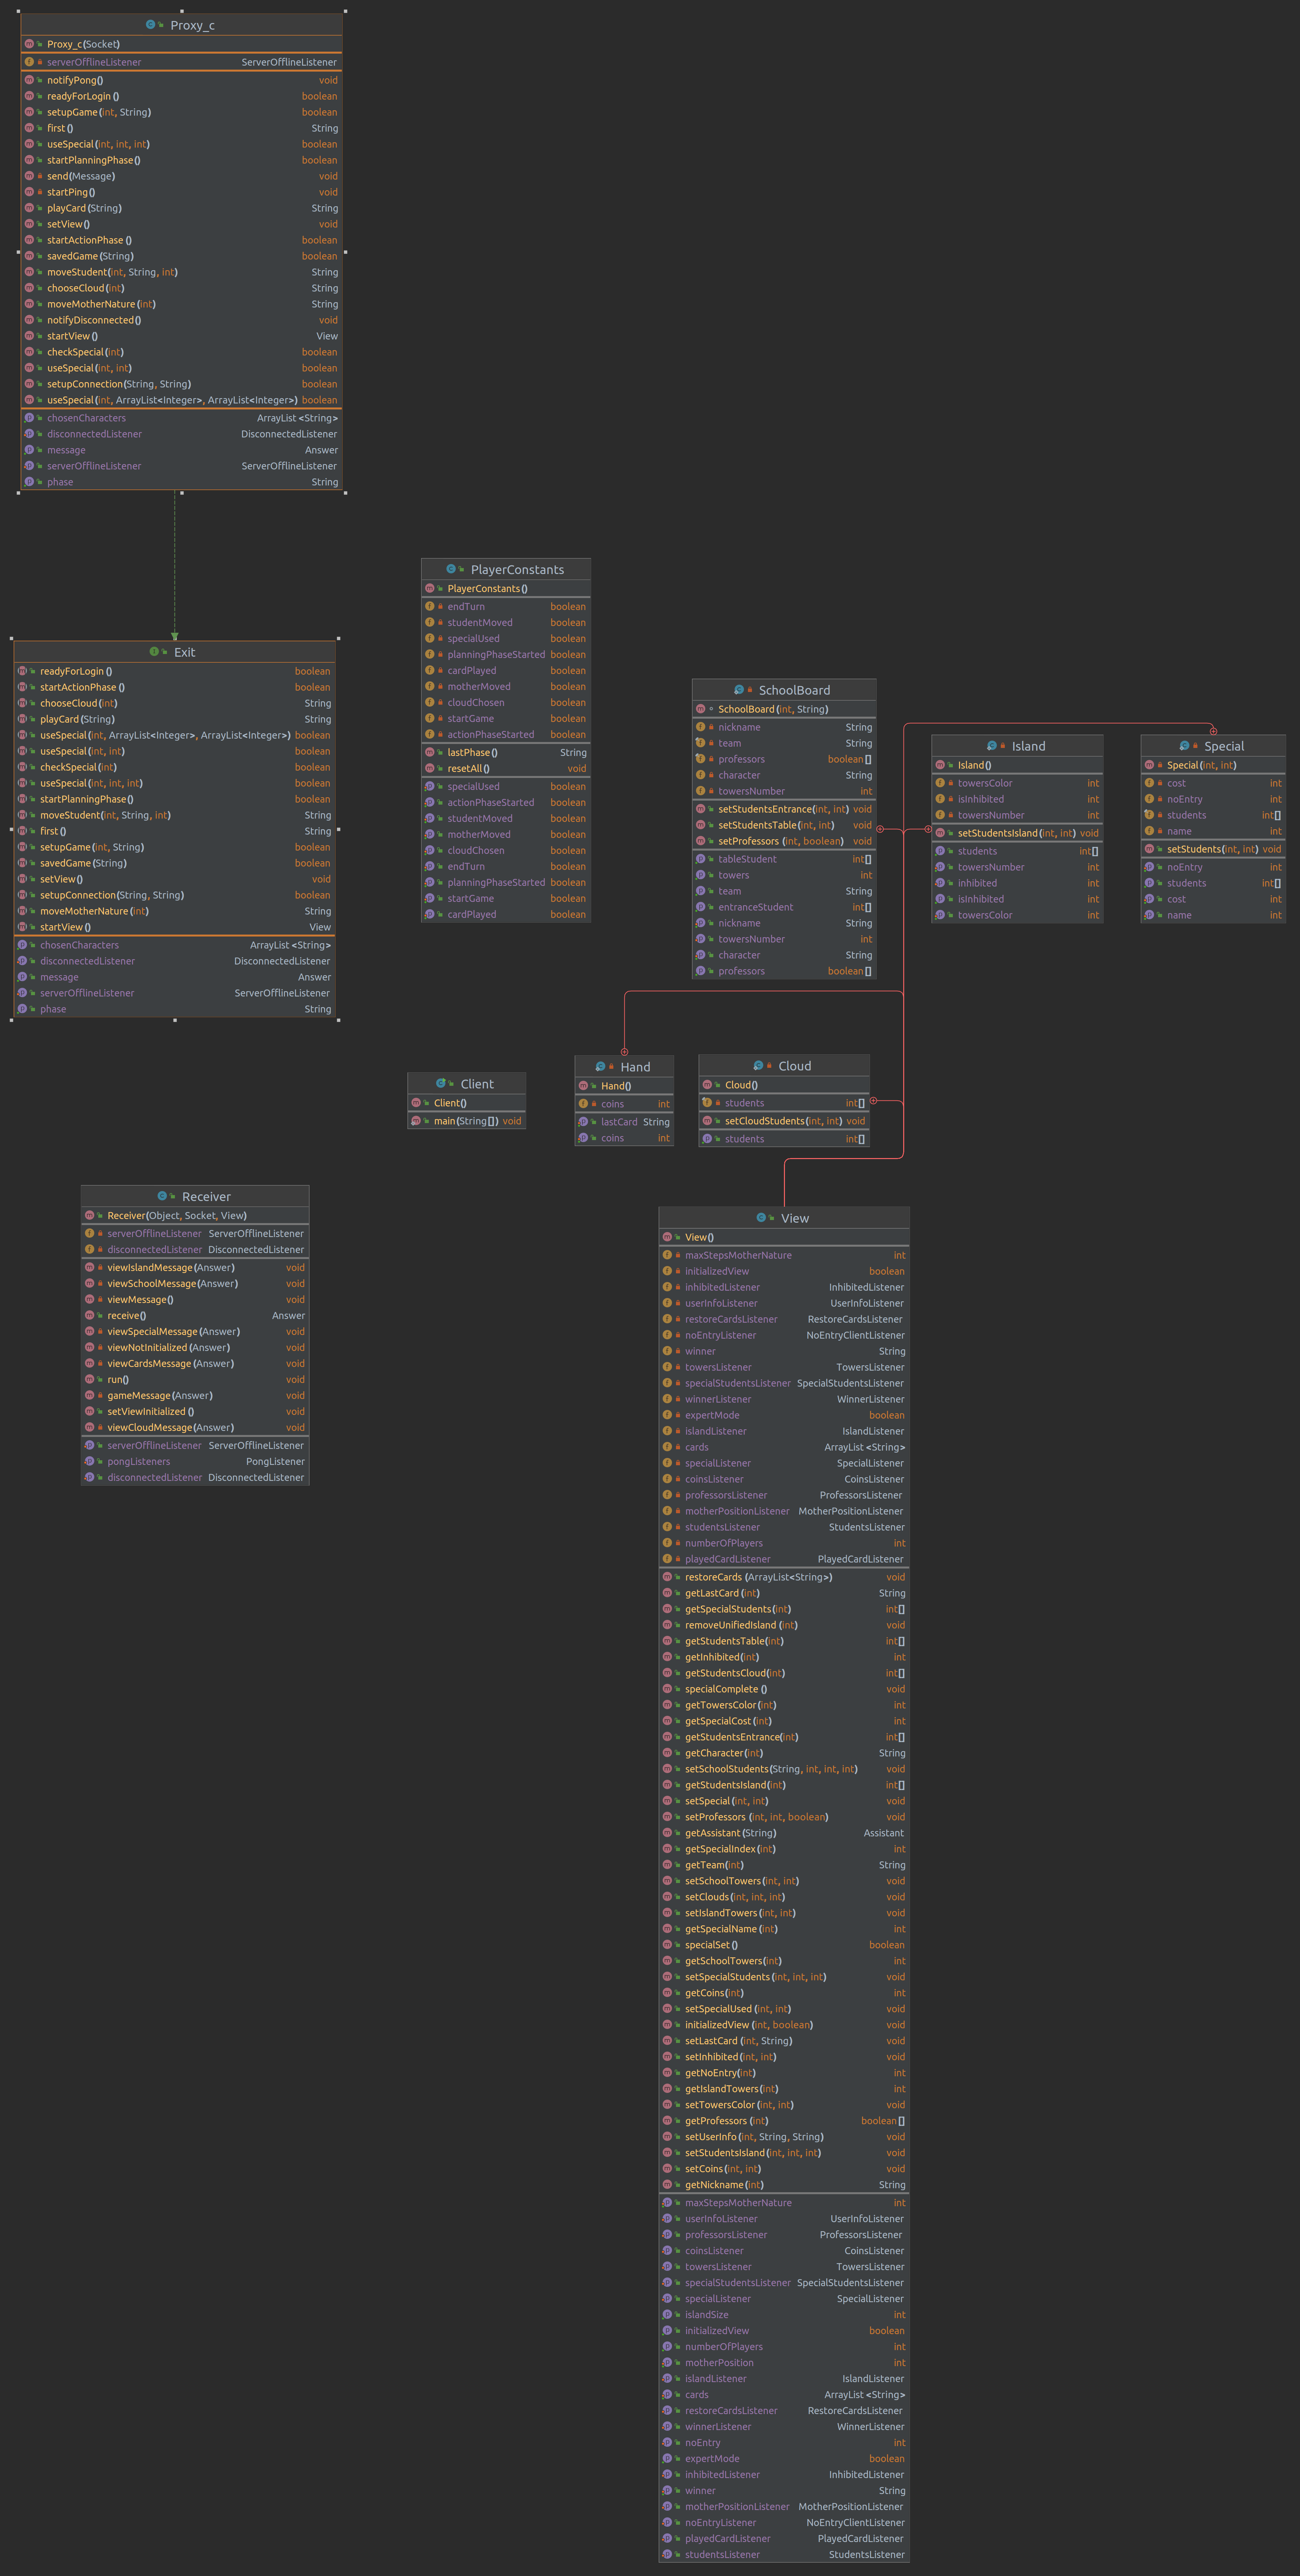 Proxy_c
Proxy_c(Socket)
serverOfflineListener ServerOfflineListener
notifyPong() void
readyForLogin () boolean
setupGame(int, String) boolean
first () String
useSpecial(int, int, int) boolean
startPlanningPhase() boolean
send(Message) void
startPing() void
playCard(String) String
setView() void
startActionPhase () boolean
savedGame(String) boolean
moveStudent(int, String, int) String
chooseCloud(int) String
moveMotherNature(int) String
notifyDisconnected() void
startView() View
checkSpecial(int) boolean
useSpecial(int, int) boolean
setupConnection(String, String) boolean
useSpecial(int, ArrayList<Integer>, ArrayList<Integer>) boolean
chosenCharacters ArrayList <String>
disconnectedListener DisconnectedListener
message Answer
serverOfflineListener ServerOfflineListener
phase String
Exit
readyForLogin () boolean
startActionPhase () boolean
chooseCloud(int) String
playCard(String) String
useSpecial(int, ArrayList<Integer>, ArrayList<Integer>) boolean
useSpecial(int, int) boolean
checkSpecial(int) boolean
useSpecial(int, int, int) boolean
startPlanningPhase() boolean
moveStudent(int, String, int) String
first () String
setupGame(int, String) boolean
savedGame(String) boolean
setView() void
setupConnection(String, String) boolean
moveMotherNature(int) String
startView() View
chosenCharacters ArrayList <String>
disconnectedListener DisconnectedListener
message Answer
serverOfflineListener ServerOfflineListener
phase String
PlayerConstants
PlayerConstants()
endTurn boolean
studentMoved boolean
specialUsed boolean
planningPhaseStarted boolean
cardPlayed boolean
motherMoved boolean
cloudChosen boolean
startGame boolean
actionPhaseStarted boolean
lastPhase() String
resetAll() void
specialUsed boolean
actionPhaseStarted boolean
studentMoved boolean
motherMoved boolean
cloudChosen boolean
endTurn boolean
planningPhaseStarted boolean
startGame boolean
cardPlayed boolean
SchoolBoard
SchoolBoard(int, String)
nickname String
team String
professors boolean[]
character String
towersNumber int
setStudentsEntrance(int, int) void
setStudentsTable(int, int) void
setProfessors (int, boolean) void
tableStudent int[]
towers int
team String
entranceStudent int[]
nickname String
towersNumber int
character String
professors boolean[]
Island
Island()
towersColor int
isInhibited int
towersNumber int
setStudentsIsland(int, int) void
students int[]
towersNumber int
inhibited int
isInhibited int
towersColor int
Special
Special(int, int)
cost int
noEntry int
students int[]
name int
setStudents(int, int) void
noEntry int
students int[]
cost int
name int
Client
Client()
main(String[]) void
Hand
Hand()
coins int
lastCard String
coins int
Cloud
Cloud()
students int[]
setCloudStudents(int, int) void
students int[]
Receiver
Receiver(Object, Socket, View)
serverOfflineListener ServerOfflineListener
disconnectedListener DisconnectedListener
viewIslandMessage(Answer) void
viewSchoolMessage(Answer) void
viewMessage() void
receive() Answer
viewSpecialMessage(Answer) void
viewNotInitialized (Answer) void
viewCardsMessage (Answer) void
run() void
gameMessage(Answer) void
setViewInitialized () void
viewCloudMessage(Answer) void
serverOfflineListener ServerOfflineListener
pongListeners PongListener
disconnectedListener DisconnectedListener
View
View()
maxStepsMotherNature int
initializedView boolean
inhibitedListener InhibitedListener
userInfoListener UserInfoListener
restoreCardsListener RestoreCardsListener
noEntryListener NoEntryClientListener
winner String
towersListener TowersListener
specialStudentsListener SpecialStudentsListener
winnerListener WinnerListener
expertMode boolean
islandListener IslandListener
cards ArrayList <String>
specialListener SpecialListener
coinsListener CoinsListener
professorsListener ProfessorsListener
motherPositionListener MotherPositionListener
studentsListener StudentsListener
numberOfPlayers int
playedCardListener PlayedCardListener
restoreCards (ArrayList<String>) void
getLastCard (int) String
getSpecialStudents(int) int[]
removeUnifiedIsland (int) void
getStudentsTable(int) int[]
getInhibited(int) int
getStudentsCloud(int) int[]
specialComplete () void
getTowersColor(int) int
getSpecialCost (int) int
getStudentsEntrance(int) int[]
getCharacter(int) String
setSchoolStudents(String, int, int, int) void
getStudentsIsland(int) int[]
setSpecial(int, int) void
setProfessors (int, int, boolean) void
getAssistant (String) Assistant
getSpecialIndex(int) int
getTeam(int) String
setSchoolTowers(int, int) void
setClouds(int, int, int) void
setIslandTowers (int, int) void
getSpecialName (int) int
specialSet () boolean
getSchoolTowers(int) int
setSpecialStudents (int, int, int) void
getCoins(int) int
setSpecialUsed (int, int) void
initializedView (int, boolean) void
setLastCard (int, String) void
setInhibited(int, int) void
getNoEntry(int) int
getIslandTowers(int) int
setTowersColor (int, int) void
getProfessors (int) boolean[]
setUserInfo (int, String, String) void
setStudentsIsland(int, int, int) void
setCoins(int, int) void
getNickname(int) String
maxStepsMotherNature int
userInfoListener UserInfoListener
professorsListener ProfessorsListener
coinsListener CoinsListener
towersListener TowersListener
specialStudentsListener SpecialStudentsListener
specialListener SpecialListener
islandSize int
initializedView boolean
numberOfPlayers int
motherPosition int
islandListener IslandListener
cards ArrayList <String>
restoreCardsListener RestoreCardsListener
winnerListener WinnerListener
noEntry int
expertMode boolean
inhibitedListener InhibitedListener
winner String
motherPositionListener MotherPositionListener
noEntryListener NoEntryClientListener
playedCardListener PlayedCardListener
studentsListener StudentsListener